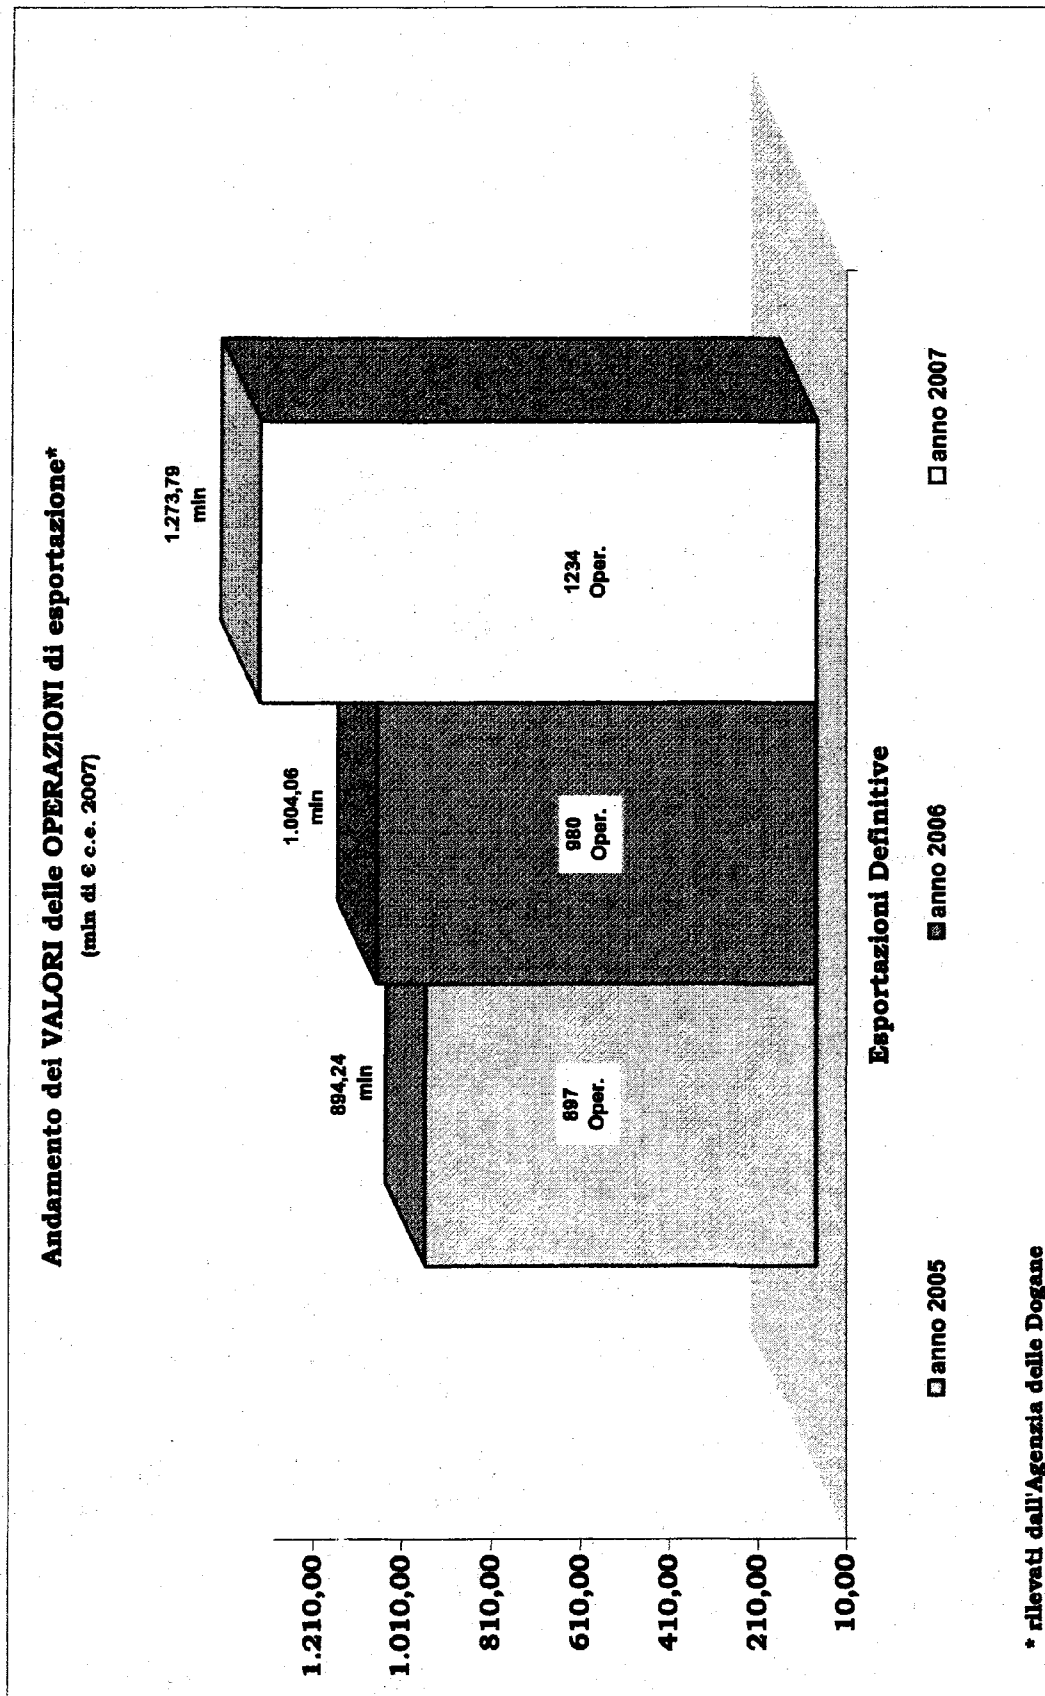 Andamento dei VALORI delle OPERAZIONI di esportazione*
(mln di € c.e. 2007)
1.273,79
mln
1.004,06
mln
894,24
mln
1.210,00
1.010,00
810,00
610,00
410,00
210,00
10,00
897
Oper.
980
Oper.
1234
Oper.
Esportazioni Definitive
anno 2005
anno 2006
anno 2007
* rilevati dall'Agenzia delle Dogane